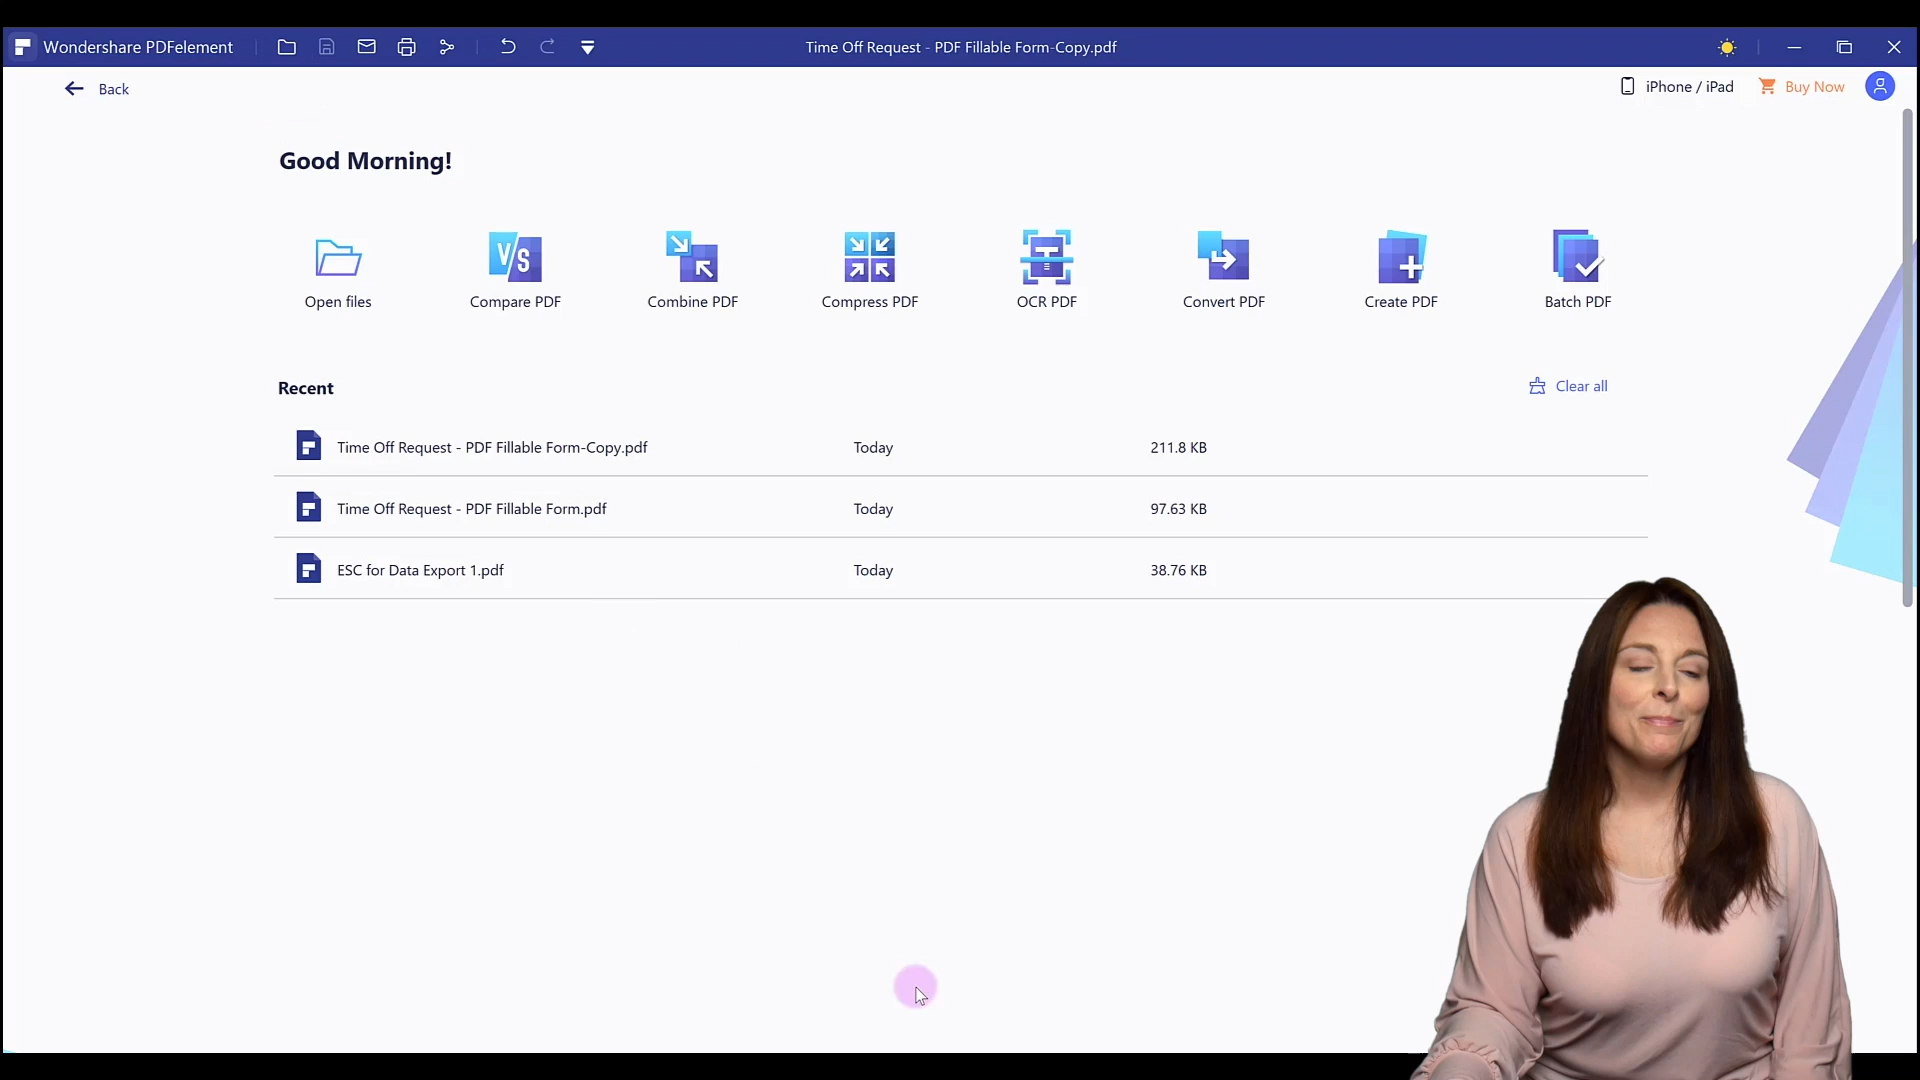 Wondershare PDFelement
Time Off Request - PDF Fillable Form-Copy.pdf
Back
iPhone / iPad
Buy Now
Good Morning!
Open files
Compare PDF
Combine PDF
Compress PDF
OCR PDF
Convert PDF
Create PDF
Batch PDF
Recent
Clear all
Time Off Request - PDF Fillable Form-Copy.pdf Today 211.8 KB
Time Off Request - PDF Fillable Form.pdf Today 97.63 KB
ESC for Data Export 1.pdf Today 38.76 KB